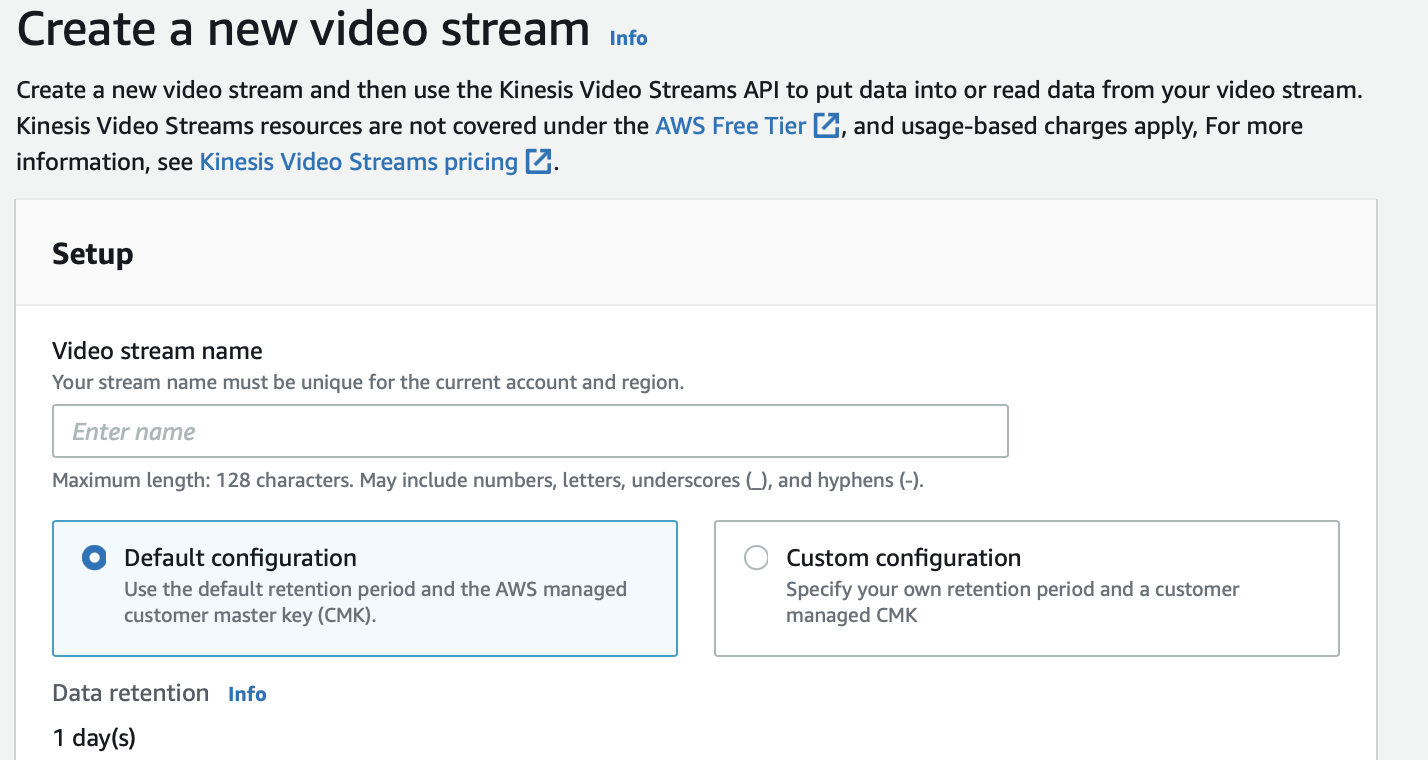 Create a new video stream Info
Create a new video stream and then use the Kinesis Video Streams API to put data into or read data from your video stream.
Kinesis Video Streams resources are not covered under the AWS Free Tier, and usage-based charges apply, For more
information, see Kinesis Video Streams pricing.
Setup
Video stream name
Your stream name must be unique for the current account and region.
Enter name
Maximum length: 128 characters. May include numbers, letters, underscores (_), and hyphens (-).
Default configuration
Use the default retention period and the AWS managed
customer master key (CMK).
Custom configuration
Specify your own retention period and a customer
managed CMK
Data retention Info
1 day(s)